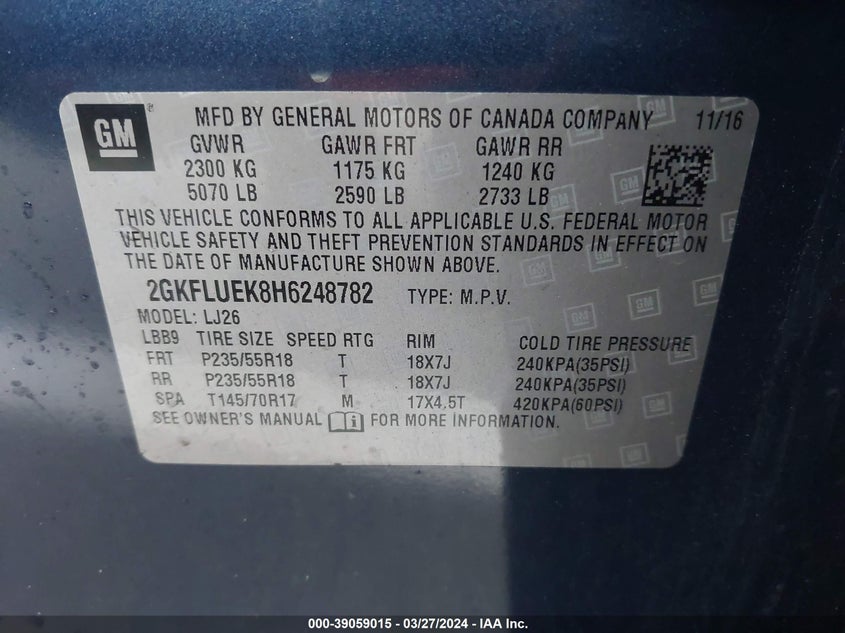 GM ® MFD BY GENERAL MOTORS OF CANADA COMPANY 11/16
GVWR GAWR FRT GAWR RR
2300 KG 1175 KG 1240 KG
5070 LB 2590 LB 2733 LB
THIS VEHICLE CONFORMS TO ALL APPLICABLE U.S. FEDERAL MOTOR
VEHICLE SAFETY AND THEFT PREVENTION STANDARDS IN EFFECT ON
THE DATE OF MANUFACTURE SHOWN ABOVE.
2GKFLUEK8H6248782 TYPE: M.P.V.
MODEL: LJ26
LBB9 TIRE SIZE SPEED RTG RIM COLD TIRE PRESSURE
FRT P235/55R18 T 18X7J 240KPA(35PSI)
RR P235/55R18 T 18X7J 240KPA(35PSI)
SPA T145/70R17 M 17X4.5T 420KPA(60PSI)
SEE OWNER'S MANUAL FOR MORE INFORMATION.
000-39059015 - 03/27/2024 - IAA Inc.